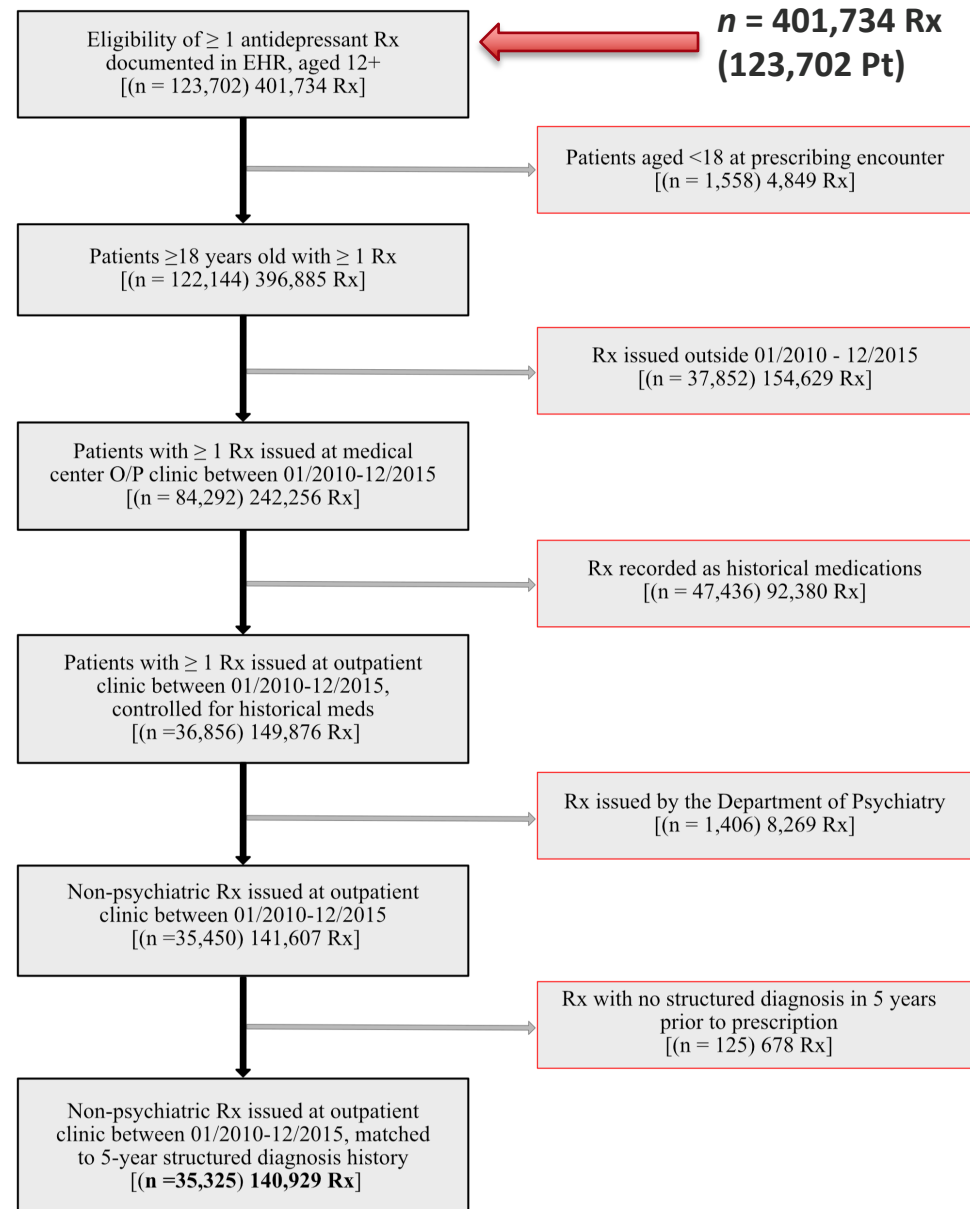 Eligibility of ≥ 1 antidepressant Rx
documented in EHR, aged 12+
[(n = 123,702) 401,734 Rx]
n = 401,734 Rx
(123,702 Pt)
Patients aged <18 at prescribing encounter
[(n = 1,558) 4,849 Rx]
Patients ≥18 years old with ≥ 1 Rx
[(n = 122,144) 396,885 Rx]
Rx issued outside 01/2010 - 12/2015
[(n = 37,852) 154,629 Rx]
Patients with ≥ 1 Rx issued at medical
center O/P clinic between 01/2010-12/2015
[(n = 84,292) 242,256 Rx]
Rx recorded as historical medications
[(n = 47,436) 92,380 Rx]
Patients with ≥ 1 Rx issued at outpatient
clinic between 01/2010-12/2015,
controlled for historical meds
[(n =36,856) 149,876 Rx]
Rx issued by the Department of Psychiatry
[(n = 1,406) 8,269 Rx]
Non-psychiatric Rx issued at outpatient
clinic between 01/2010-12/2015
[(n =35,450) 141,607 Rx]
Rx with no structured diagnosis in 5 years
prior to prescription
[(n = 125) 678 Rx]
Non-psychiatric Rx issued at outpatient
clinic between 01/2010-12/2015, matched
to 5-year structured diagnosis history
[(n =35,325) 140,929 Rx]